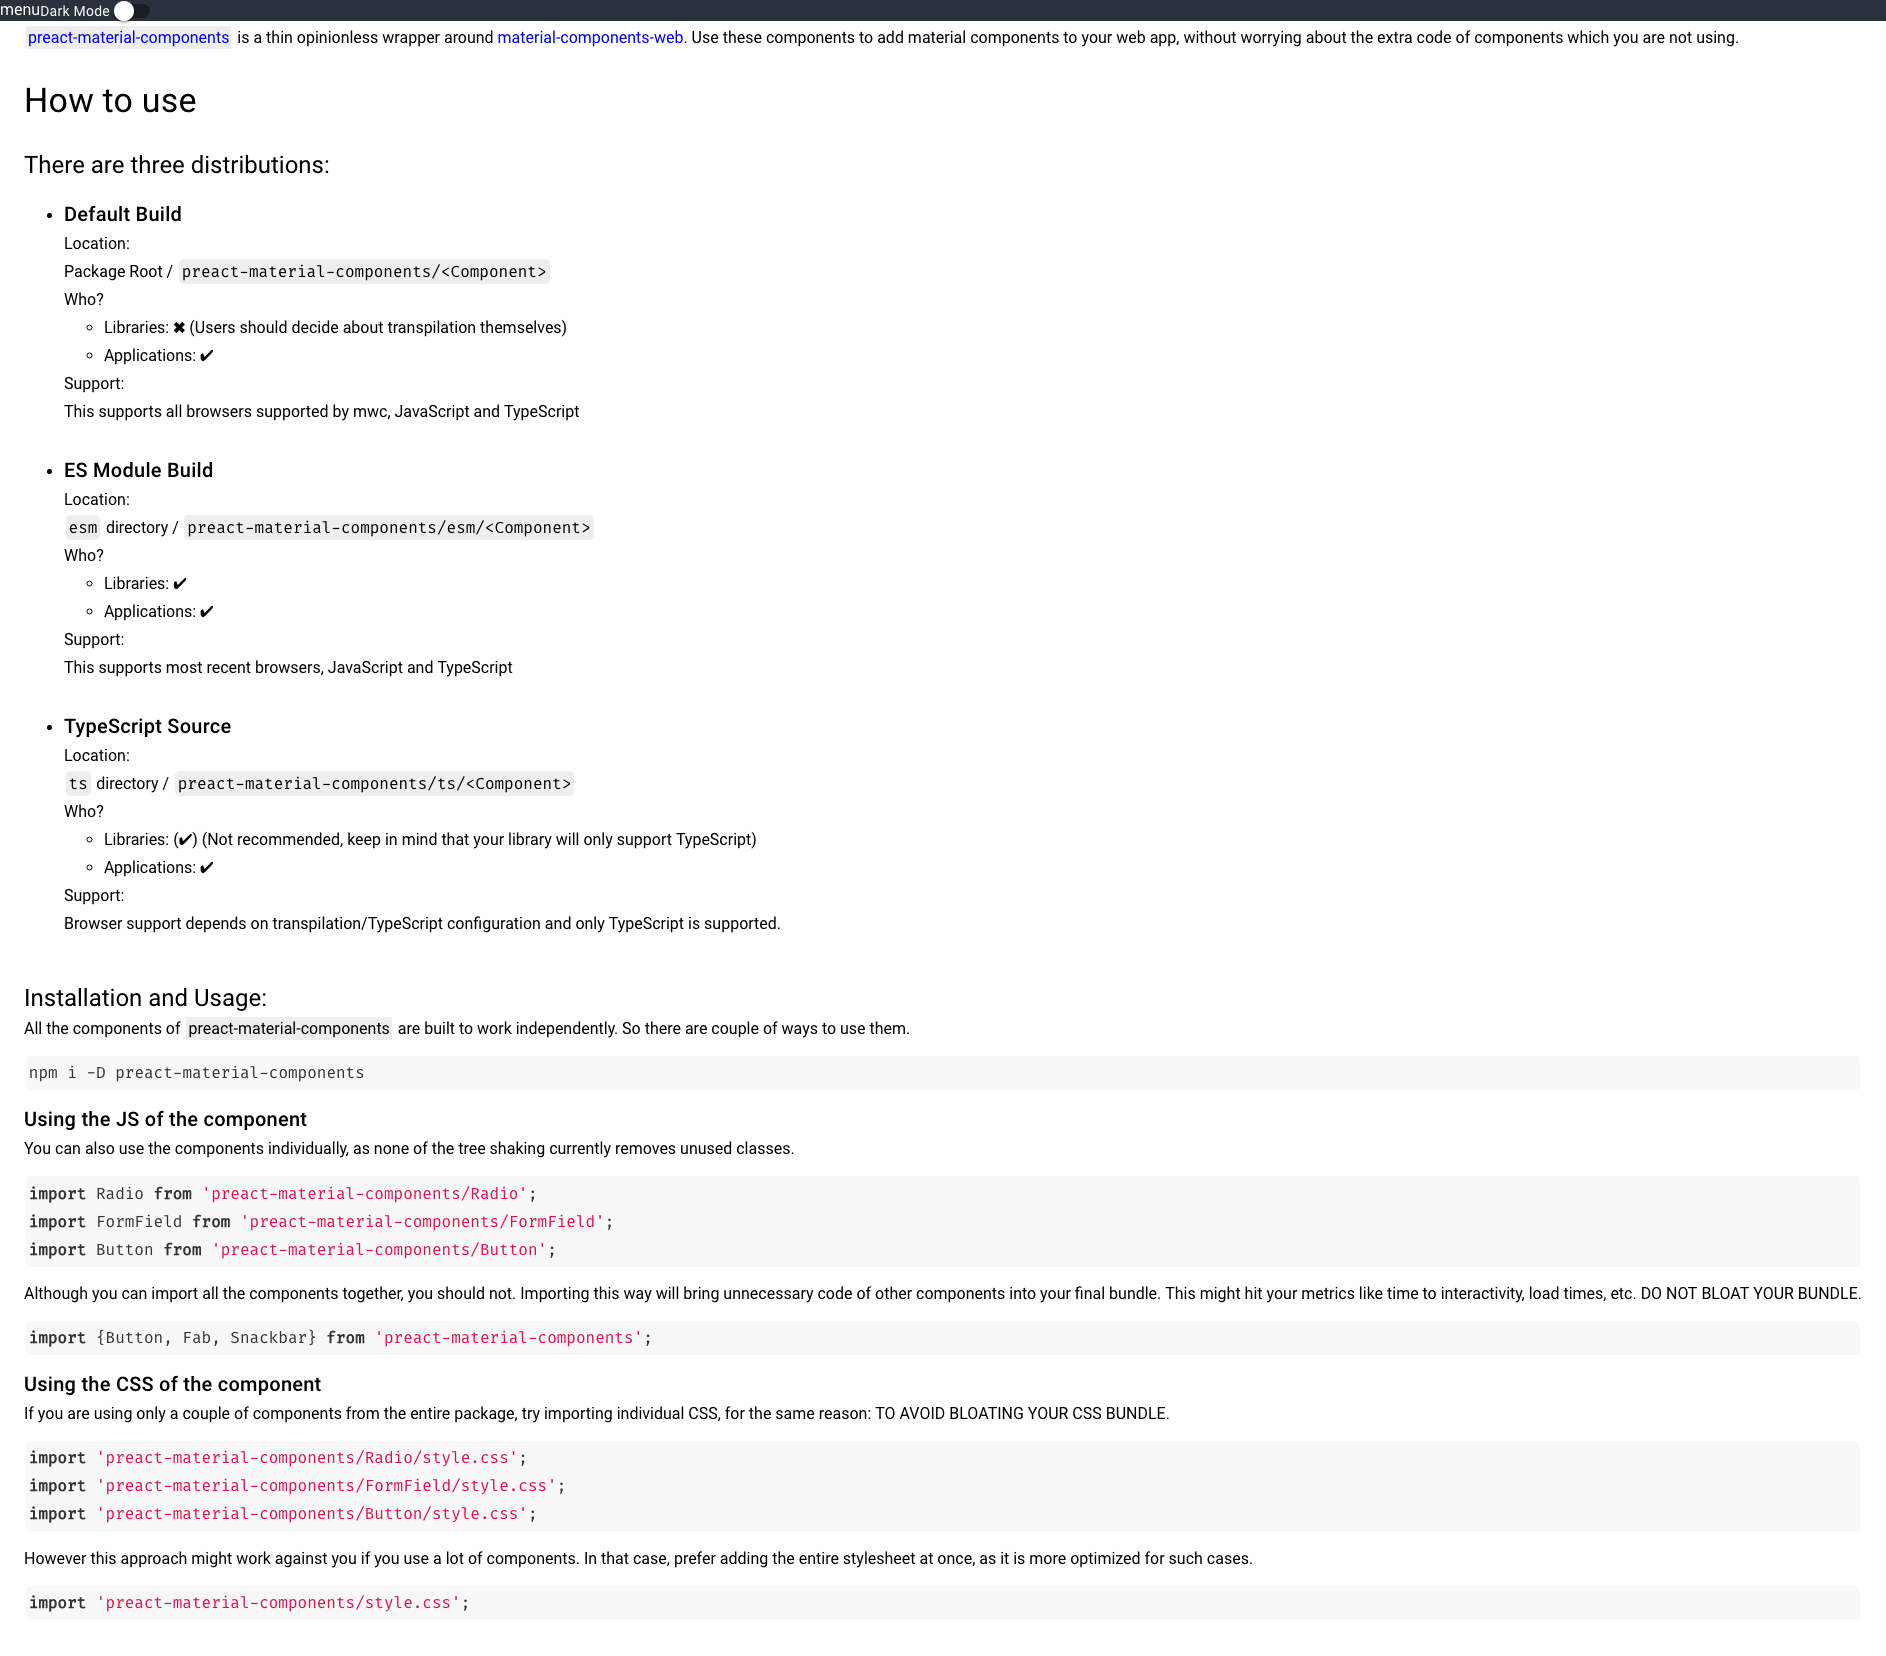 menuDark Mode
preact-material-components is a thin opinionless wrapper around material-components-web. Use these components to add material components to your web app, without worrying about the extra code of components which you are not using.
How to use
There are three distributions:
• Default Build
Location:
Package Root / preact-material-components/<Component>
Who?
◦ Libraries: ✖ (Users should decide about transpilation themselves)
◦ Applications: ✔
Support:
This supports all browsers supported by mwc, JavaScript and TypeScript
• ES Module Build
Location:
esm directory / preact-material-components/esm/<Component>
Who?
◦ Libraries: ✔
◦ Applications: ✔
Support:
This supports most recent browsers, JavaScript and TypeScript
• TypeScript Source
Location:
ts directory / preact-material-components/ts/<Component>
Who?
◦ Libraries: (✔) (Not recommended, keep in mind that your library will only support TypeScript)
◦ Applications: ✔
Support:
Browser support depends on transpilation/TypeScript configuration and only TypeScript is supported.
Installation and Usage:
All the components of preact-material-components are built to work independently. So there are couple of ways to use them.
npm i -D preact-material-components
Using the JS of the component
You can also use the components individually, as none of the tree shaking currently removes unused classes.
import Radio from 'preact-material-components/Radio';
import FormField from 'preact-material-components/FormField';
import Button from 'preact-material-components/Button';
Although you can import all the components together, you should not. Importing this way will bring unnecessary code of other components into your final bundle. This might hit your metrics like time to interactivity, load times, etc. DO NOT BLOAT YOUR BUNDLE.
import {Button, Fab, Snackbar} from 'preact-material-components';
Using the CSS of the component
If you are using only a couple of components from the entire package, try importing individual CSS, for the same reason: TO AVOID BLOATING YOUR CSS BUNDLE.
import 'preact-material-components/Radio/style.css';
import 'preact-material-components/FormField/style.css';
import 'preact-material-components/Button/style.css';
However this approach might work against you if you use a lot of components. In that case, prefer adding the entire stylesheet at once, as it is more optimized for such cases.
import 'preact-material-components/style.css';